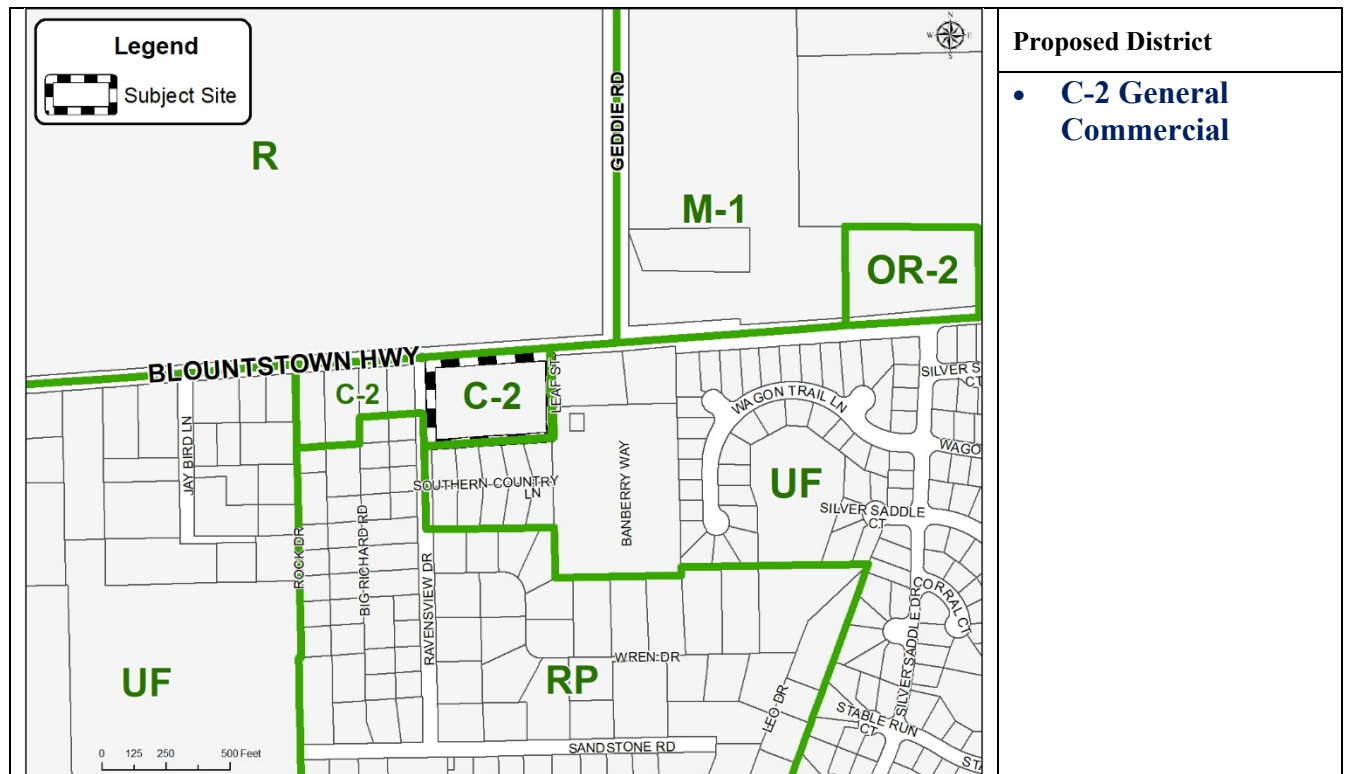 Legend
Subject Site
N
W
E
S
R
GEDDIE RD
M-1
OR-2
BLOUNTSTOWN HWY
C-2
C-2
LEAF ST
SILVER S
CT
WAGON TRAIL LN
WAGO
JAY BIRD LN
SOUTHERN COUNTRY
LN
BANBERRY WAY
UF
SILVER SADDLE
CT
ROCK DR
BIG RICHARD RD
RAVENSVIEW DR
CORRAL CT
SILVER SADDLE DR
WREN DR
UF
RP
LEO DR
STABLE RUN
CT
STA
SANDSTONE RD
0 125 250 500 Feet
Proposed District
• C-2 General
Commercial